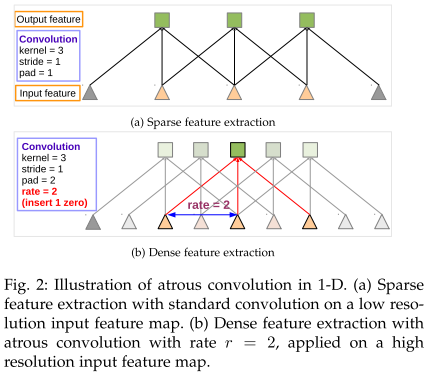 Output feature
Convolution
kernel = 3
stride = 1
pad = 1
Input feature
(a) Sparse feature extraction
Convolution
kernel = 3
stride = 1
pad = 2
rate = 2
(insert 1 zero)
rate = 2
(b) Dense feature extraction
Fig. 2: Illustration of atrous convolution in 1-D. (a) Sparse
feature extraction with standard convolution on a low reso-
lution input feature map. (b) Dense feature extraction with
atrous convolution with rate r = 2, applied on a high
resolution input feature map.